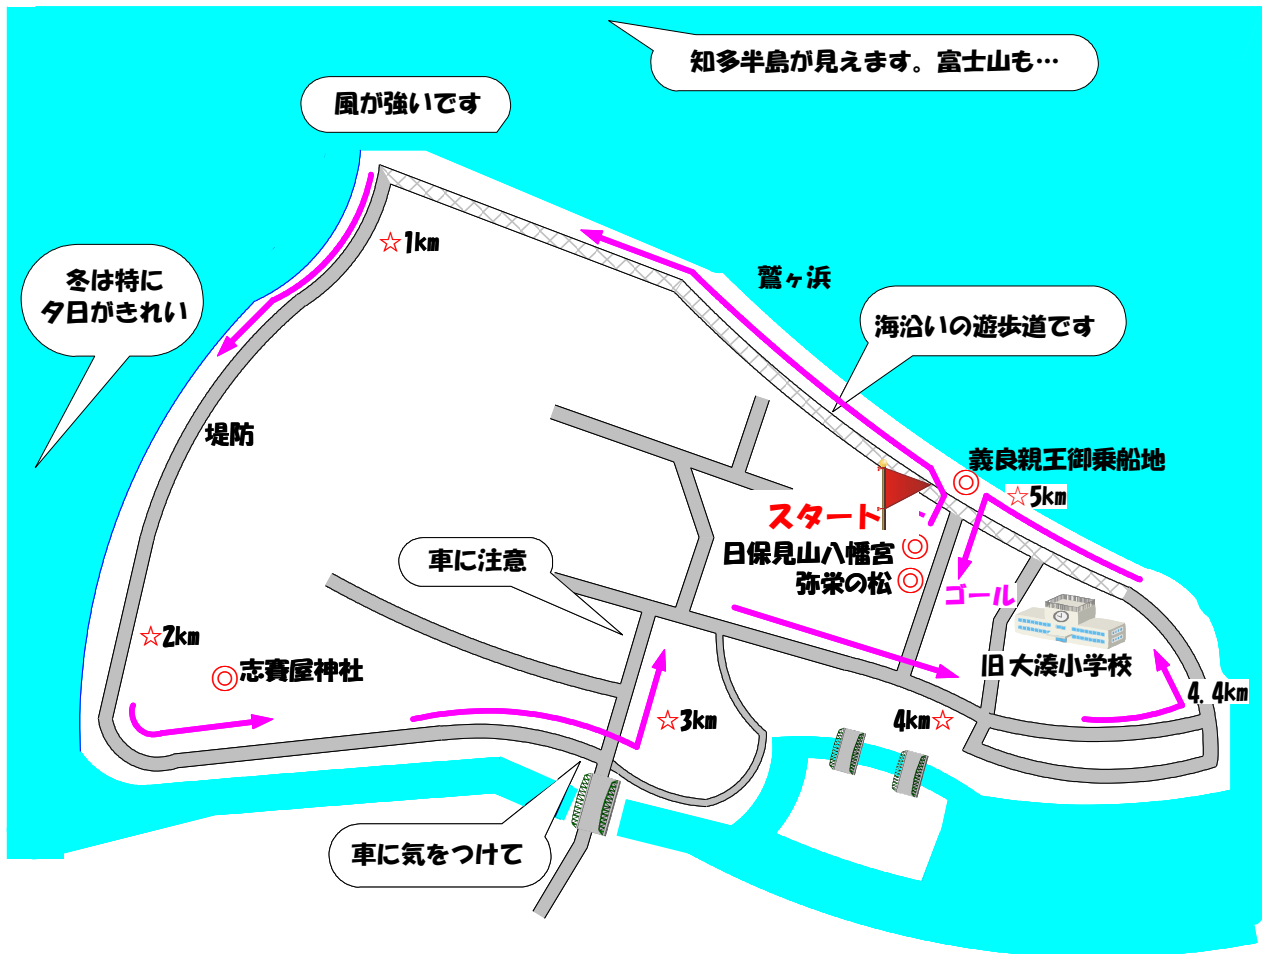 知多半島が見えます。富士山も…
風が強いです
☆1km
冬は特に
夕日がきれい
鷲ヶ浜
海沿いの遊歩道です
堤防
義良親王御乗船地
☆5km
スタート
日保見山八幡宮
弥栄の松
車に注意
ゴール
☆2km
志寶屋神社
旧大湊小学校
4.4km
☆3km
4km☆
車に気をつけて